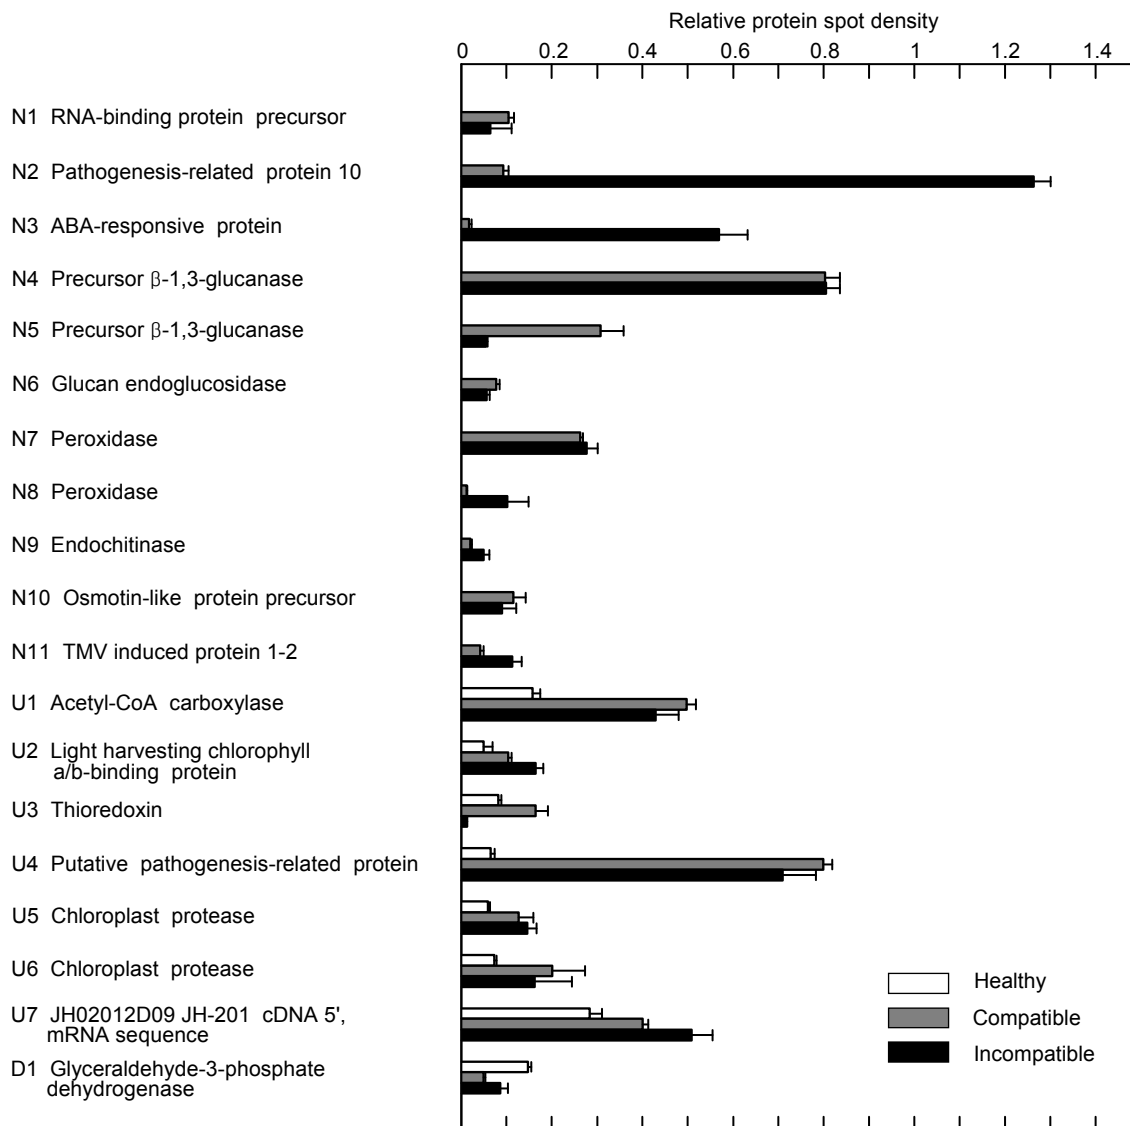 Relative protein spot density
0 0.2 0.4 0.6 0.8 1 1.2 1.4
N1 RNA-binding protein precursor
N2 Pathogenesis-related protein 10
N3 ABA-responsive protein
N4 Precursor β-1,3-glucanase
N5 Precursor β-1,3-glucanase
N6 Glucan endoglucosidase
N7 Peroxidase
N8 Peroxidase
N9 Endochitinase
N10 Osmotin-like protein precursor
N11 TMV induced protein 1-2
U1 Acetyl-CoA carboxylase
U2 Light harvesting chlorophyll
a/b-binding protein
U3 Thioredoxin
U4 Putative pathogenesis-related protein
U5 Chloroplast protease
U6 Chloroplast protease
U7 JH02012D09 JH-201 cDNA 5',
mRNA sequence
D1 Glyceraldehyde-3-phosphate
dehydrogenase
Healthy
Compatible
Incompatible